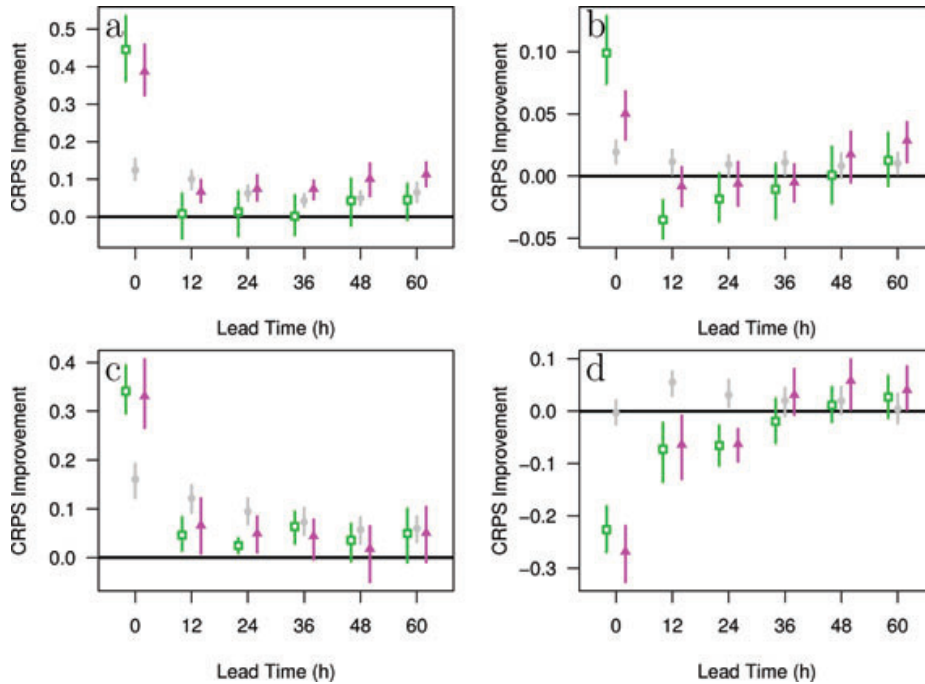 a
CRPS Improvement
0.5
0.4
0.3
0.2
0.1
0.0
0 12 24 36 48 60
Lead Time (h)
b
CRPS Improvement
0.10
0.05
0.00
−0.05
0 12 24 36 48 60
Lead Time (h)
c
CRPS Improvement
0.4
0.3
0.2
0.1
0.0
0 12 24 36 48 60
Lead Time (h)
d
CRPS Improvement
0.1
0.0
−0.1
−0.2
−0.3
0 12 24 36 48 60
Lead Time (h)